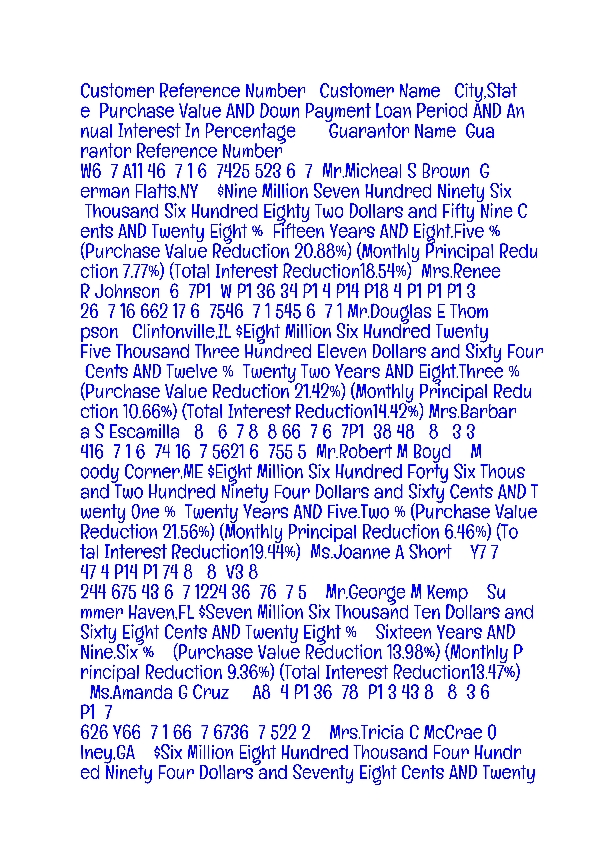 Customer Reference Number   Customer Name   City,Stat
e  Purchase Value AND Down Payment Loan Period AND An
nual Interest In Percentage       Guarantor Name  Gua
rantor Reference Number
W6  7 A11 46  7 1 6  7425 523 6  7  Mr.Micheal S Brown  G
erman Flatts,NY    $Nine Million Seven Hundred Ninety Six
 Thousand Six Hundred Eighty Two Dollars and Fifty Nine C
ents AND Twenty Eight %  Fifteen Years AND Eight.Five %
(Purchase Value Reduction 20.88%) (Monthly Principal Redu
ction 7.77%) (Total Interest Reduction18.54%)  Mrs.Renee
R Johnson  6  7P1  W P1 36 34 P1 4 P14 P18 4 P1 P1 P1 3
26  7 16 662 17 6  7546  7 1 545 6  7 1 Mr.Douglas E Thom
pson   Clintonville,IL $Eight Million Six Hundred Twenty
Five Thousand Three Hundred Eleven Dollars and Sixty Four
 Cents AND Twelve %  Twenty Two Years AND Eight.Three %
(Purchase Value Reduction 21.42%) (Monthly Principal Redu
ction 10.66%) (Total Interest Reduction14.42%) Mrs.Barbar
a S Escamilla   8   6  7 8  8 66  7 6  7P1  38 48   8   3 3
416  7 1 6  74 16  7 5621 6  755 5  Mr.Robert M Boyd    M
oody Corner,ME $Eight Million Six Hundred Forty Six Thous
and Two Hundred Ninety Four Dollars and Sixty Cents AND T
wenty One %  Twenty Years AND Five.Two % (Purchase Value
Reduction 21.56%) (Monthly Principal Reduction 6.46%) (To
tal Interest Reduction19.44%)  Ms.Joanne A Short    Y7 7
47 4 P14 P1 74 8   8  V3 8
244 675 43 6  7 1224 36  76  7 5    Mr.George M Kemp    Su
mmer Haven,FL $Seven Million Six Thousand Ten Dollars and
Sixty Eight Cents AND Twenty Eight %    Sixteen Years AND
Nine.Six %    (Purchase Value Reduction 13.98%) (Monthly P
rincipal Reduction 9.36%) (Total Interest Reduction13.47%)
  Ms.Amanda G Cruz     A8  4 P1 36  78  P1 3 43 8   8  3 6
P1  7
626 Y66  7 1 66  7 6736  7 522 2    Mrs.Tricia C McCrae O
lney,GA    $Six Million Eight Hundred Thousand Four Hundr
ed Ninety Four Dollars and Seventy Eight Cents AND Twenty